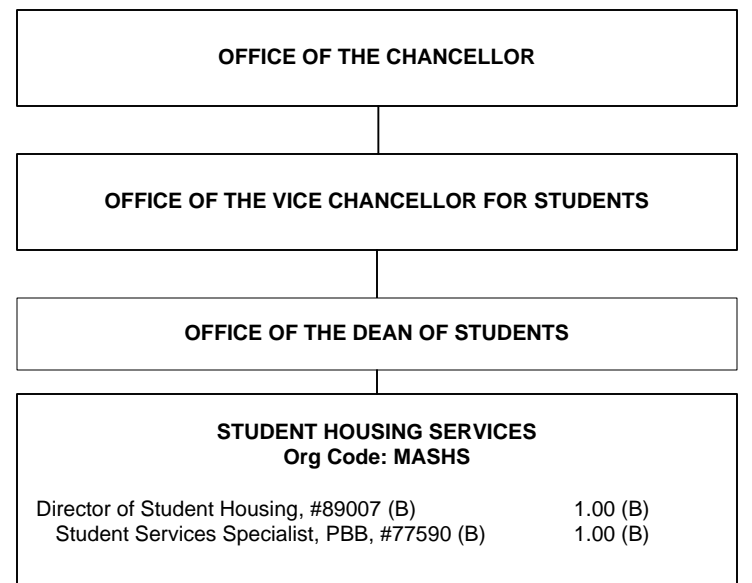 OFFICE OF THE CHANCELLOR
OFFICE OF THE VICE CHANCELLOR FOR STUDENTS
OFFICE OF THE DEAN OF STUDENTS
STUDENT HOUSING SERVICES
Org Code: MASHS
Director of Student Housing, #89007 (B) 1.00 (B)
Student Services Specialist, PBB, #77590 (B) 1.00 (B)